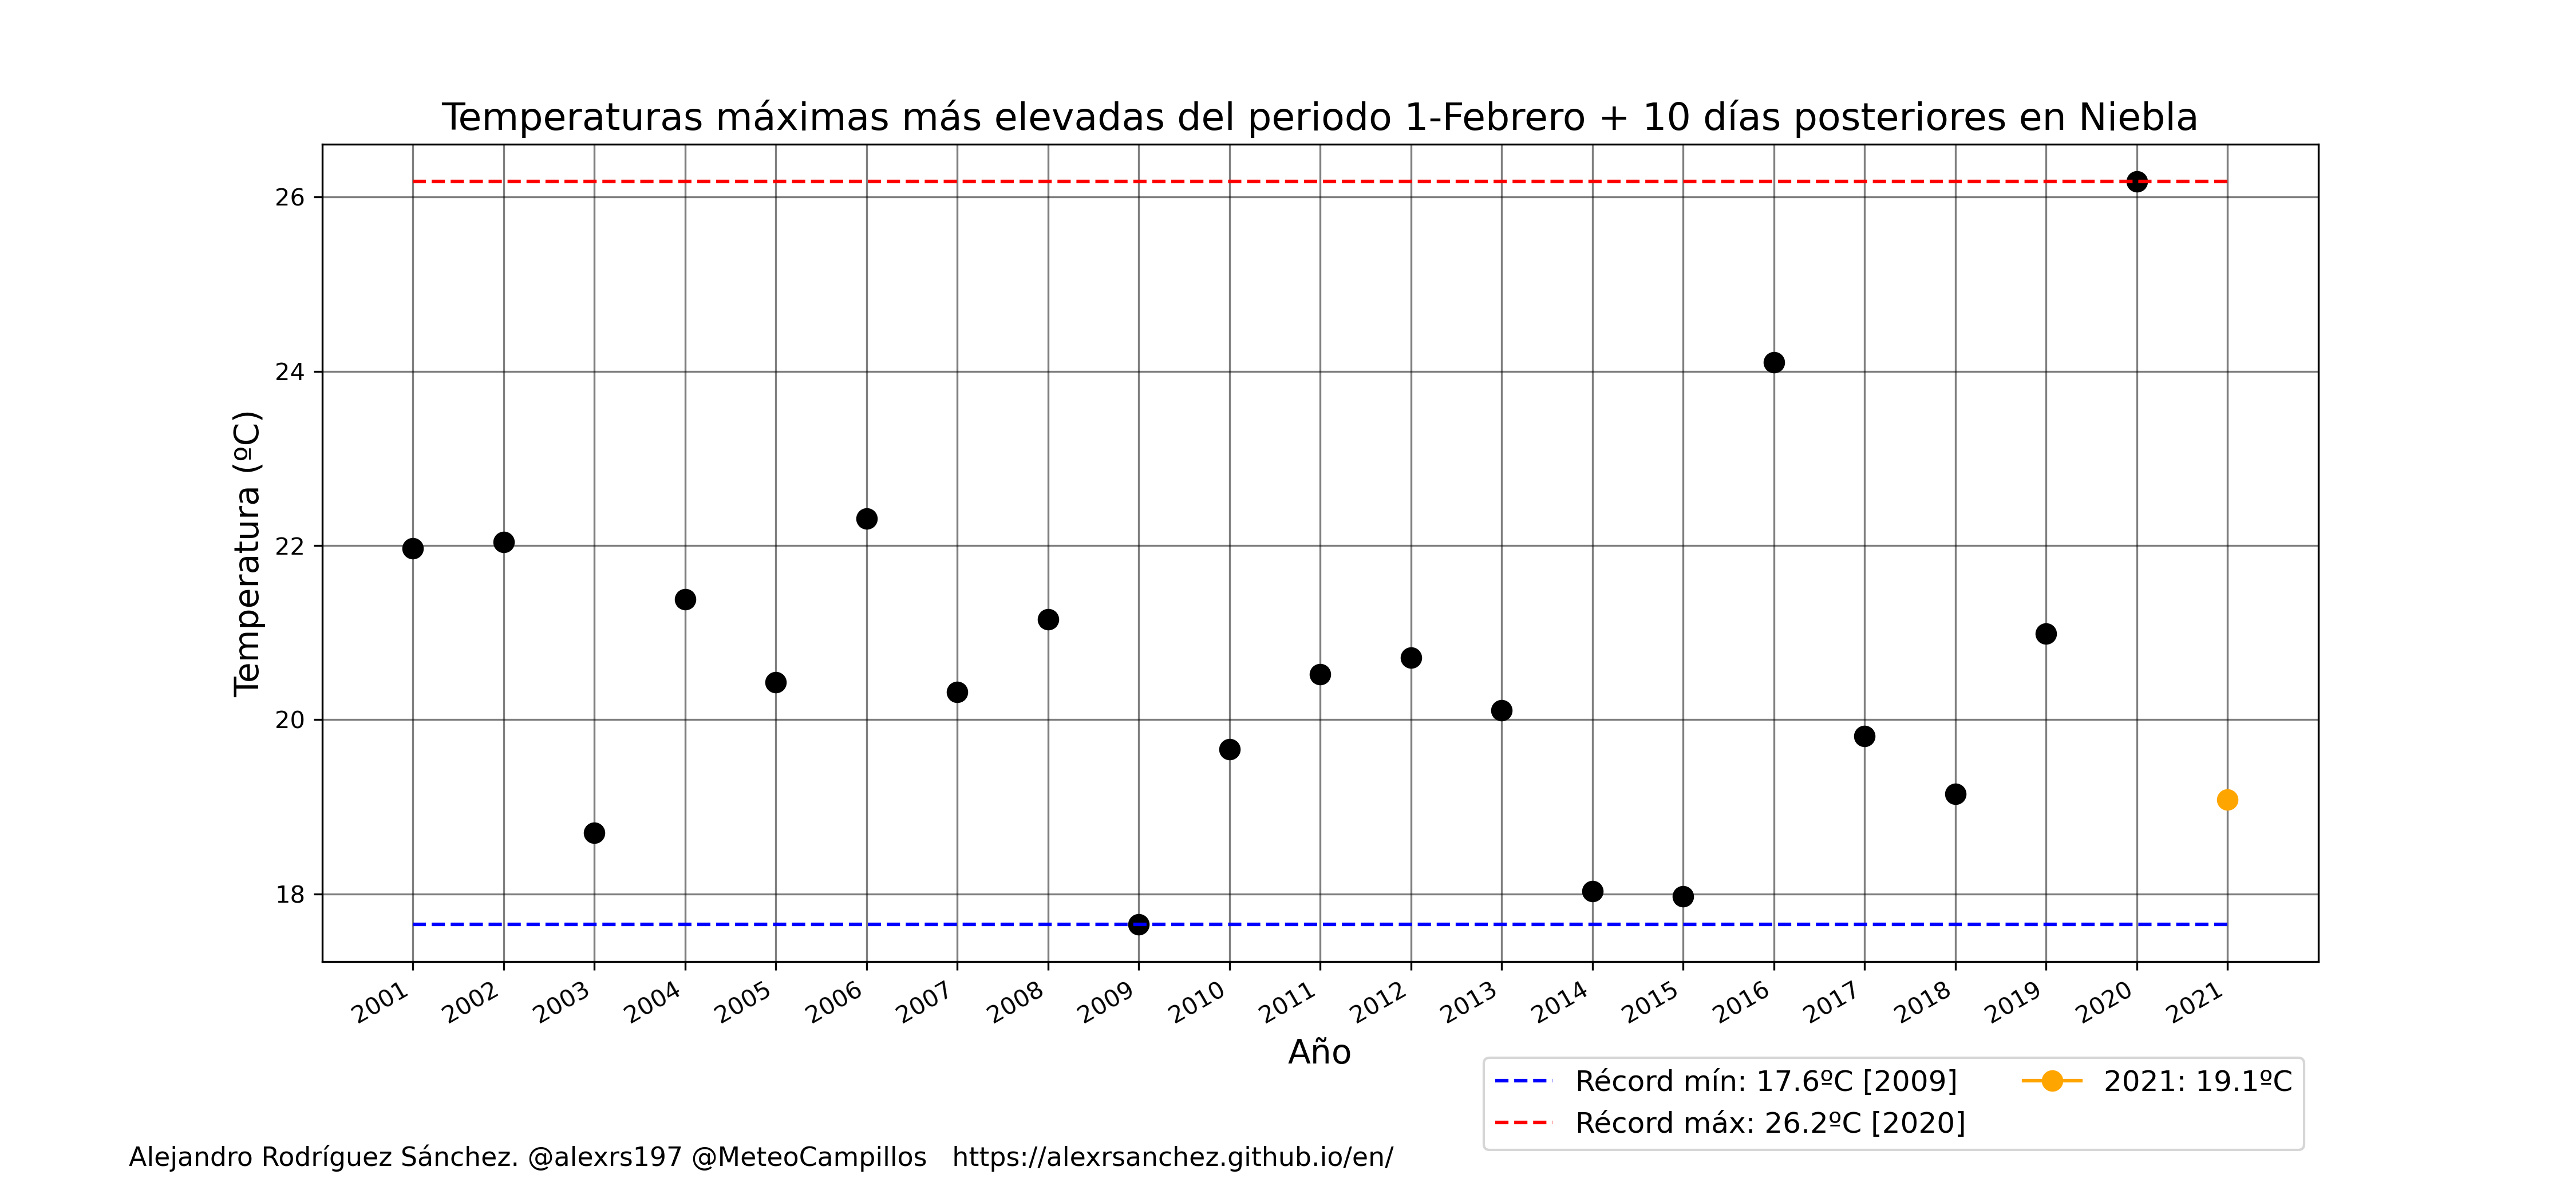 Temperaturas máximas más elevadas del periodo 1-Febrero + 10 días posteriores en Niebla
Temperatura (ºC)
26
24
22
20
18
2001 2002 2003 2004 2005 2006 2007 2008 2009 2010 2011 2012 2013 2014 2015 2016 2017 2018 2019 2020 2021
Año
Récord mín: 17.6ºC [2009]
Récord máx: 26.2ºC [2020]
2021: 19.1ºC
Alejandro Rodríguez Sánchez. @alexrs197 @MeteoCampillos https://alexrsanchez.github.io/en/